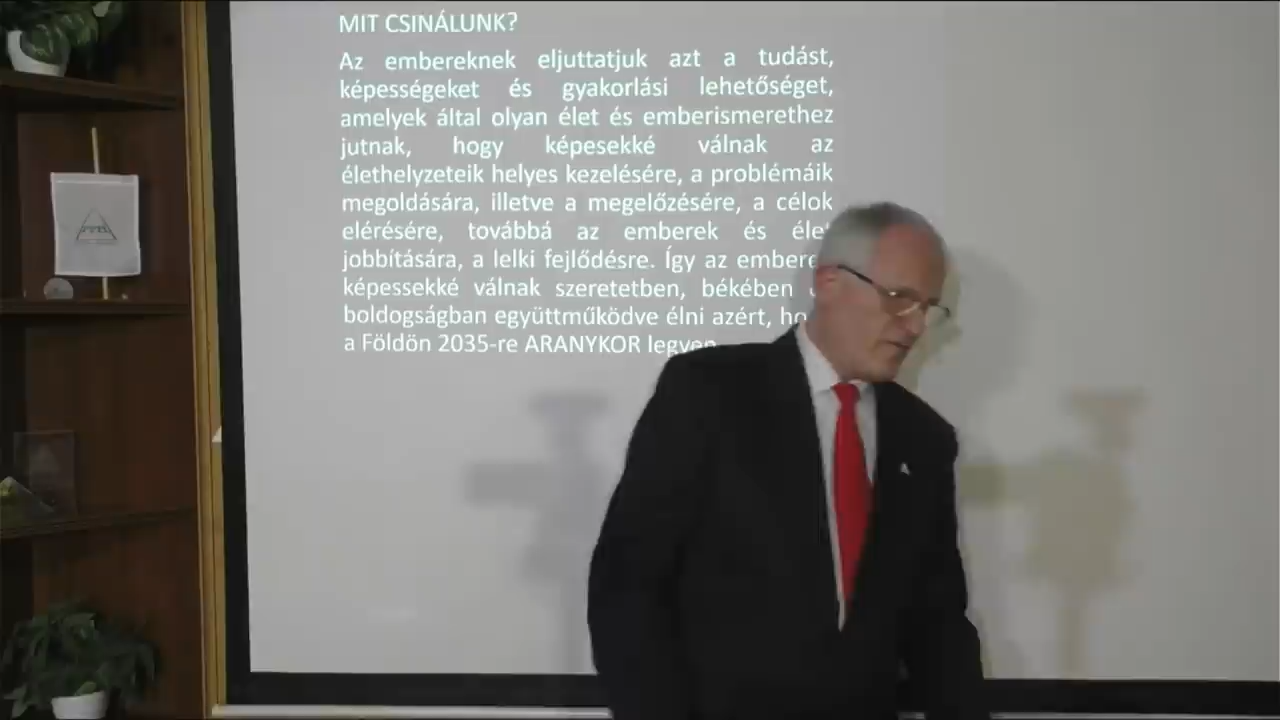 MIT CSINÁLUNK?
Az embereknek eljuttatjuk azt a tudást,
képességeket és gyakorlási lehetőséget,
amelyek által olyan élet és emberismerethez
jutnak, hogy képesekké válnak az
élethelyzeteik helyes kezelésére, a problémáik
megoldására, illetve a megelőzésére, a célok
elérésére, továbbá az emberek és
jobbítására, a lelki fejlődésre. Így az
képessekké válnak szeretetben, békében
boldogságban együttműködve élni azért,
a Földön 2035-re ARANYKOR legyen